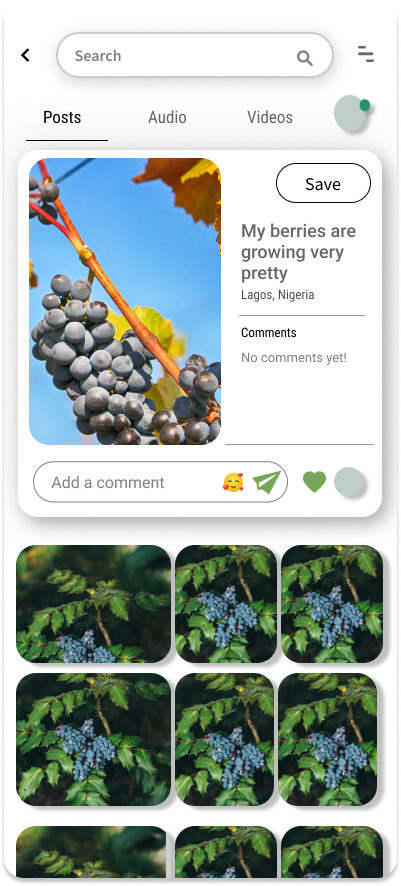 Search
Posts
Audio
Videos
Save
My berries are
growing very
pretty
Lagos, Nigeria
Comments
No comments yet!
Add a comment